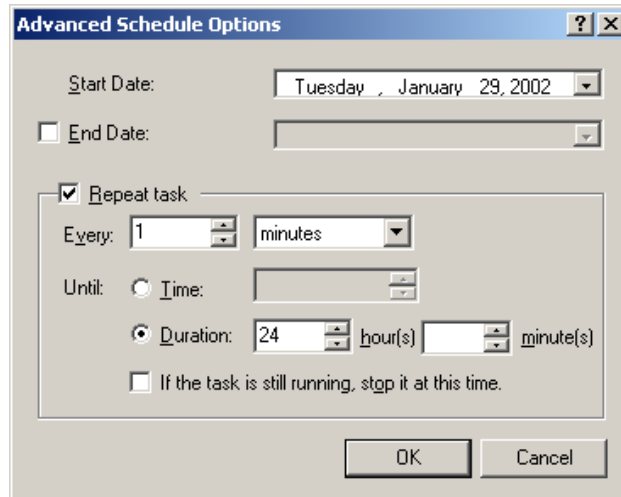 Advanced Schedule Options
Start Date: Tuesday , January 29, 2002
End Date:
Repeat task
Every: 1 minutes
Until: Time:
Duration: 24 hour(s) minute(s)
If the task is still running, stop it at this time.
OK Cancel